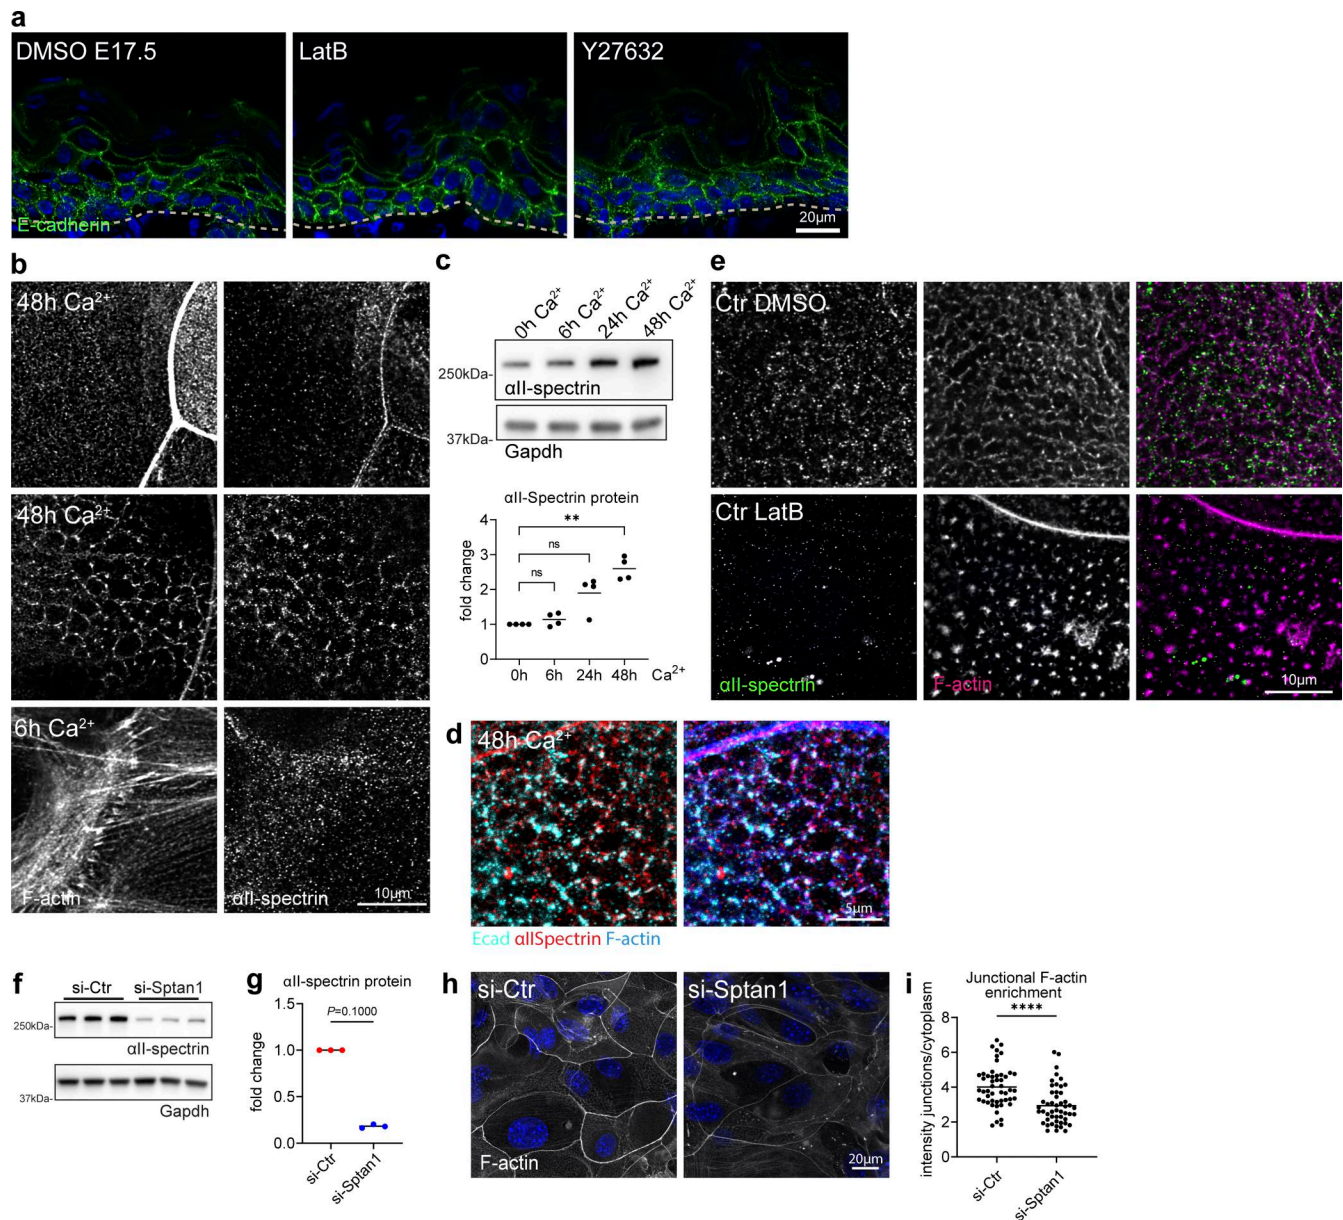 a
DMSO E17.5
LatB
Y27632
E-cadherin
20µm
b
48h Ca²⁺
48h Ca²⁺
6h Ca²⁺
F-actin
αII-spectrin
10µm
c
0h Ca²⁺
6h Ca²⁺
24h Ca²⁺
48h Ca²⁺
250kDa-
αII-spectrin
37kDa-
Gapdh
αII-Spectrin protein
fold change
4
3
2
1
0
**
ns
ns
0h
6h
24h
48h
Ca²⁺
e
Ctr DMSO
Ctr LatB
αII-spectrin
F-actin
10µm
d
48h Ca²⁺
5µm
Ecad αIISpectrin F-actin
f
si-Ctr
si-Sptan1
250kDa-
αII-spectrin
37kDa-
Gapdh
g
αII-spectrin protein
fold change
1.5
1.0
0.5
0.0
P=0.1000
si-Ctr
si-Sptan1
h
si-Ctr
si-Sptan1
F-actin
20µm
i
Junctional F-actin
enrichment
****
intensity junctions/cytoplasm
8
6
4
2
0
si-Ctr
si-Sptan1